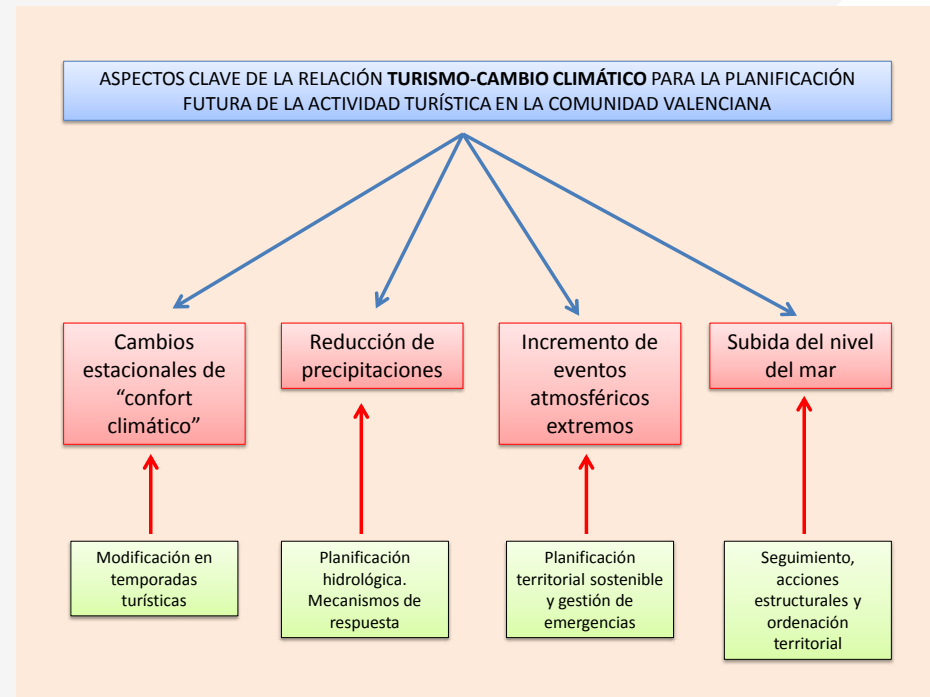 ASPECTOS CLAVE DE LA RELACIÓN TURISMO-CAMBIO CLIMÁTICO PARA LA PLANIFICACIÓN
FUTURA DE LA ACTIVIDAD TURÍSTICA EN LA COMUNIDAD VALENCIANA
Cambios
estacionales de
“confort
climático”
Reducción de
precipitaciones
Incremento de
eventos
atmosféricos
extremos
Subida del nivel
del mar
Modificación en
temporadas
turísticas
Planificación
hidrológica.
Mecanismos de
respuesta
Planificación
territorial sostenible
y gestión de
emergencias
Seguimiento,
acciones
estructurales y
ordenación
territorial